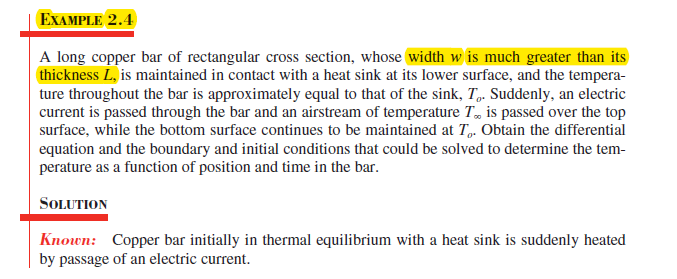 EXAMPLE 2.4
A long copper bar of rectangular cross section, whose width w is much greater than its
thickness L, is maintained in contact with a heat sink at its lower surface, and the tempera-
ture throughout the bar is approximately equal to that of the sink, Tₒ. Suddenly, an electric
current is passed through the bar and an airstream of temperature T∞ is passed over the top
surface, while the bottom surface continues to be maintained at Tₒ. Obtain the differential
equation and the boundary and initial conditions that could be solved to determine the tem-
perature as a function of position and time in the bar.
SOLUTION
Known: Copper bar initially in thermal equilibrium with a heat sink is suddenly heated
by passage of an electric current.